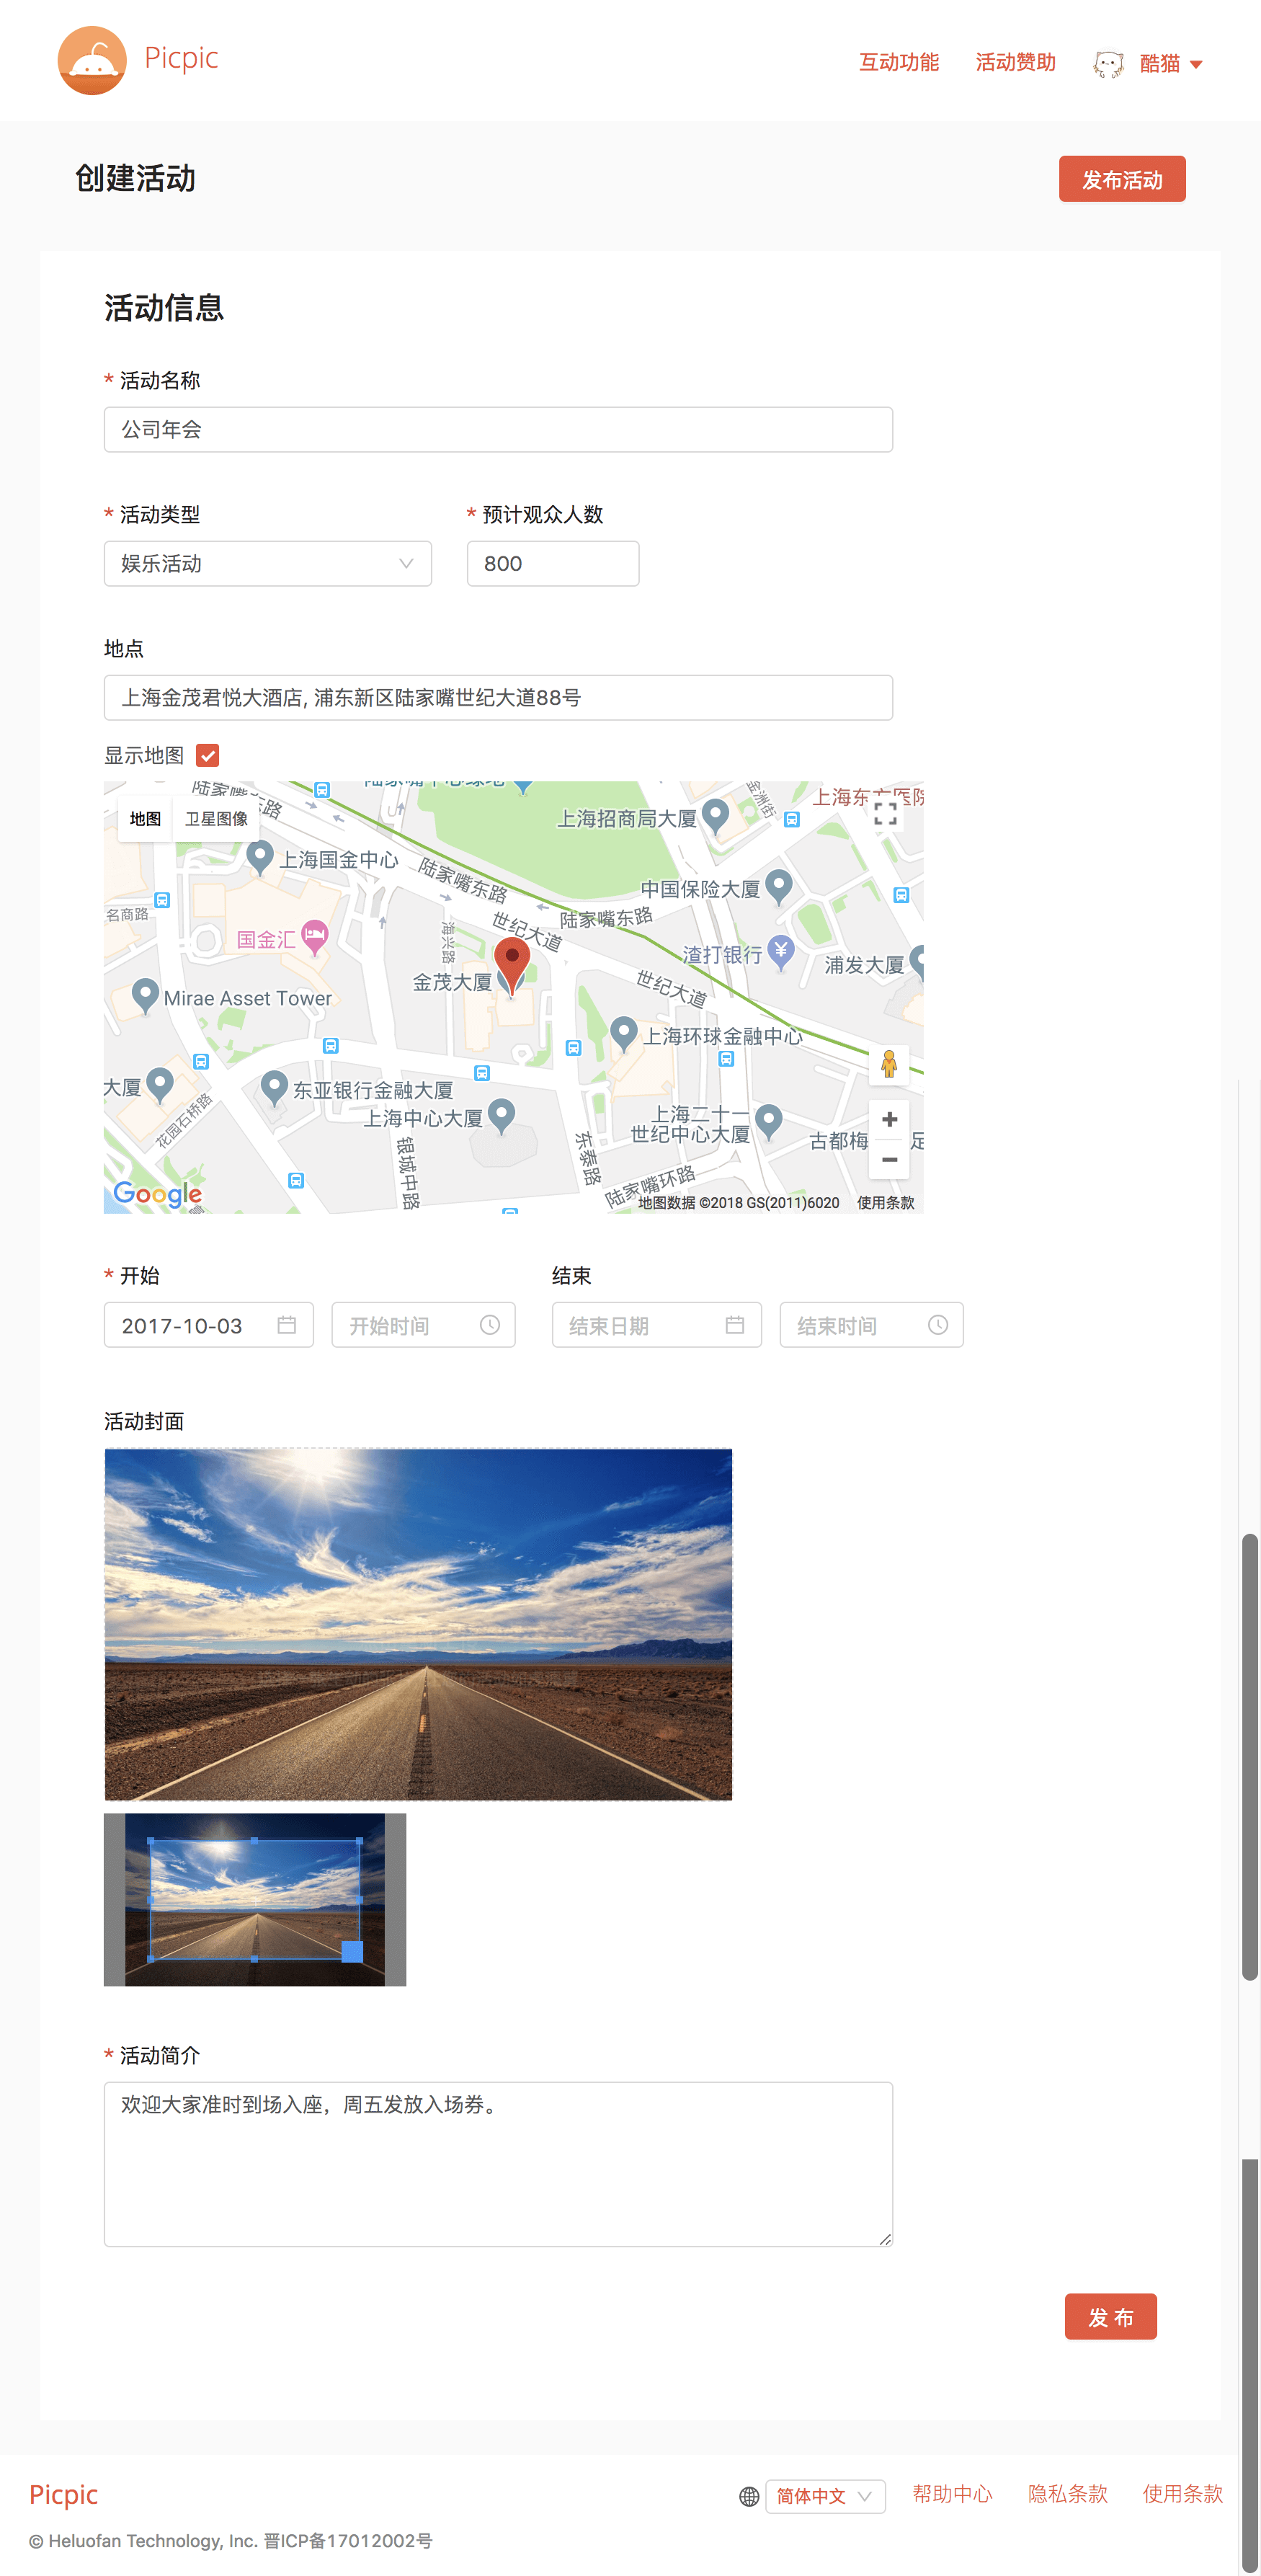 Picpic
互动功能 活动赞助 酷猫
创建活动 发布活动
活动信息
* 活动名称
公司年会
* 活动类型 * 预计观众人数
娱乐活动 800
地点
上海金茂君悦大酒店, 浦东新区陆家嘴世纪大道88号
显示地图
地图 卫星图像
陆家嘴东路
上海东方医院
金洲街
上海招商局大厦
上海国金中心
陆家嘴东路
中国保险大厦
名商路
世纪大道
陆家嘴东路
海兴路
国金汇
渣打银行
浦发大厦
金茂大厦
世纪大道
Mirae Asset Tower
上海环球金融中心
大厦
东亚银行金融大厦
花园石桥路
上海中心大厦
上海二十一
世纪中心大厦
古都梅
足
银城中路
东泰路
陆家嘴环路
Google
地图数据 ©2018 GS(2011)6020 使用条款
* 开始 结束
2017-10-03 开始时间 结束日期 结束时间
活动封面
* 活动简介
欢迎大家准时到场入座，周五发放入场券。
发 布
Picpic
简体中文 帮助中心 隐私条款 使用条款
© Heluofan Technology, Inc. 晋ICP备17012002号